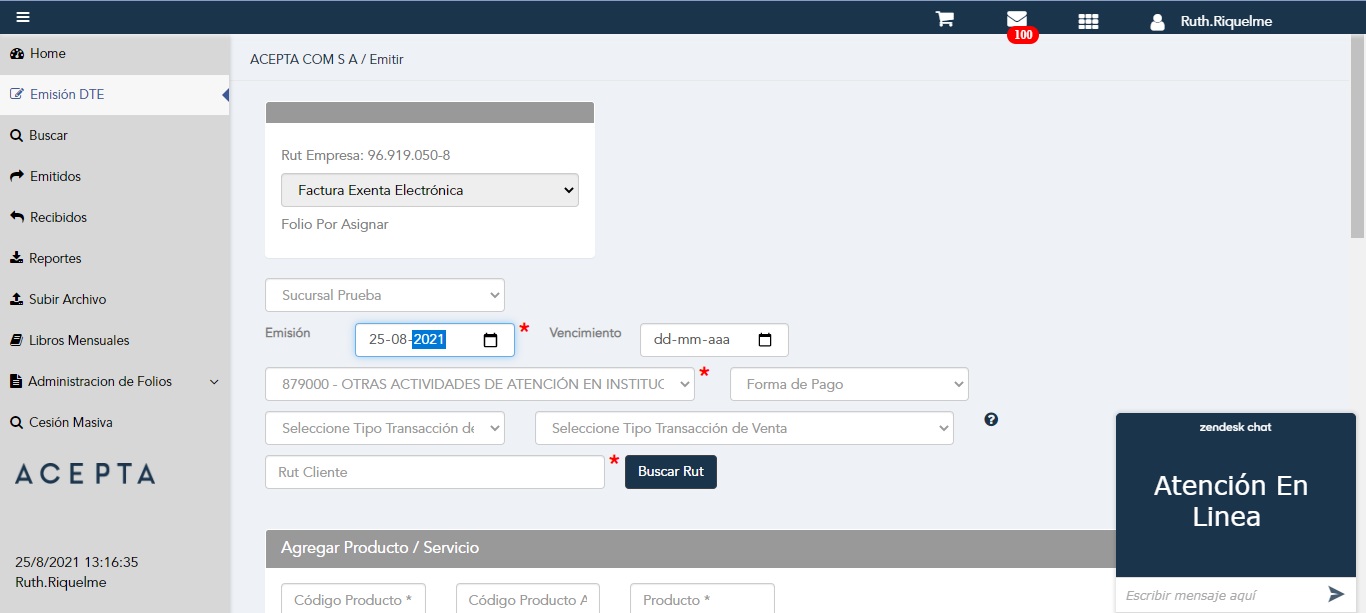 100
Ruth.Riquelme
Home
Emisión DTE
Buscar
Emitidos
Recibidos
Reportes
Subir Archivo
Libros Mensuales
Administracion de Folios
Cesión Masiva
ACEPTA
25/8/2021 13:16:35
Ruth.Riquelme
ACEPTA COM S A / Emitir
Rut Empresa: 96.919.050-8
Factura Exenta Electrónica
Folio Por Asignar
Sucursal Prueba
Emisión 25-08-2021 * Vencimiento dd-mm-aaa
879000 - OTRAS ACTIVIDADES DE ATENCIÓN EN INSTITUC * Forma de Pago
Seleccione Tipo Transacción de Seleccione Tipo Transacción de Venta ?
Rut Cliente * Buscar Rut
Agregar Producto / Servicio
Código Producto * Código Producto A Producto *
zendesk chat
Atención En
Linea
Escribir mensaje aquí